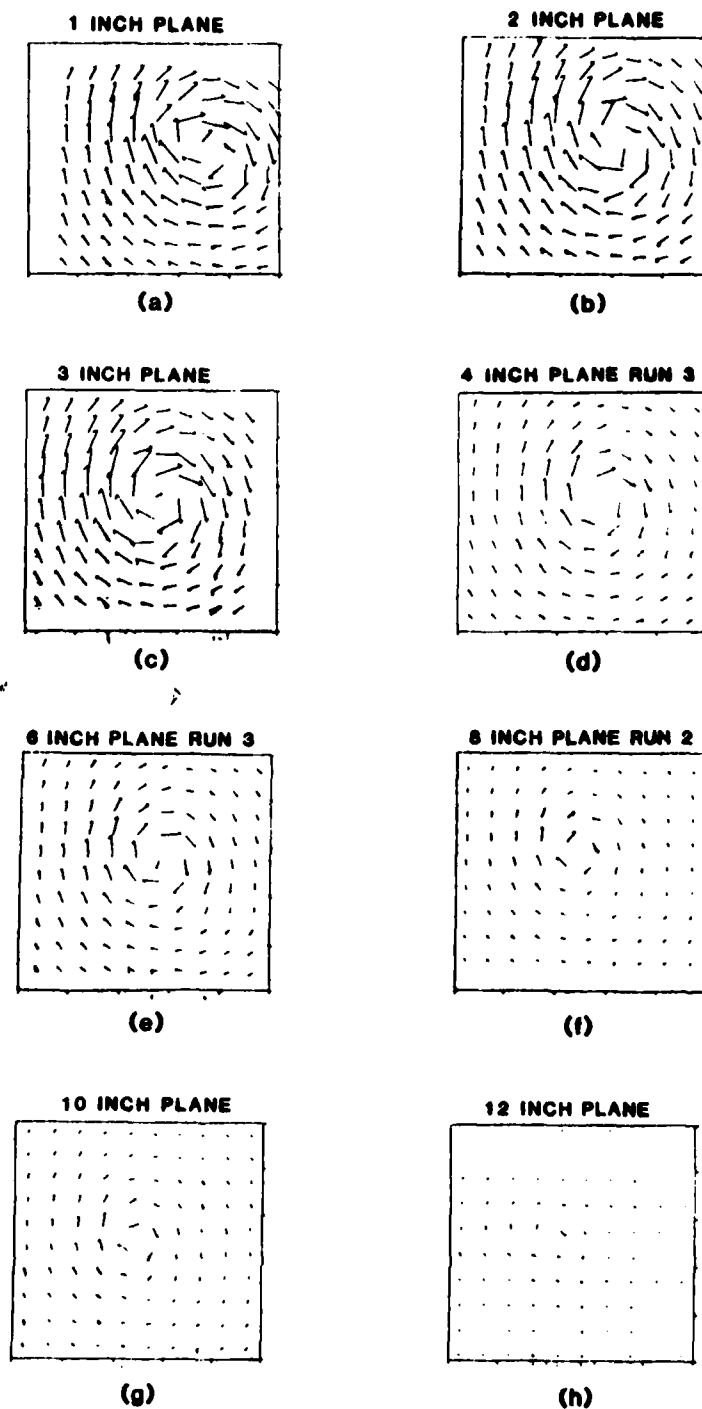 1 INCH PLANE
2 INCH PLANE
(a)
(b)
3 INCH PLANE
4 INCH PLANE RUN 3
(c)
(d)
6 INCH PLANE RUN 3
8 INCH PLANE RUN 2
(e)
(f)
10 INCH PLANE
12 INCH PLANE
(g)
(h)